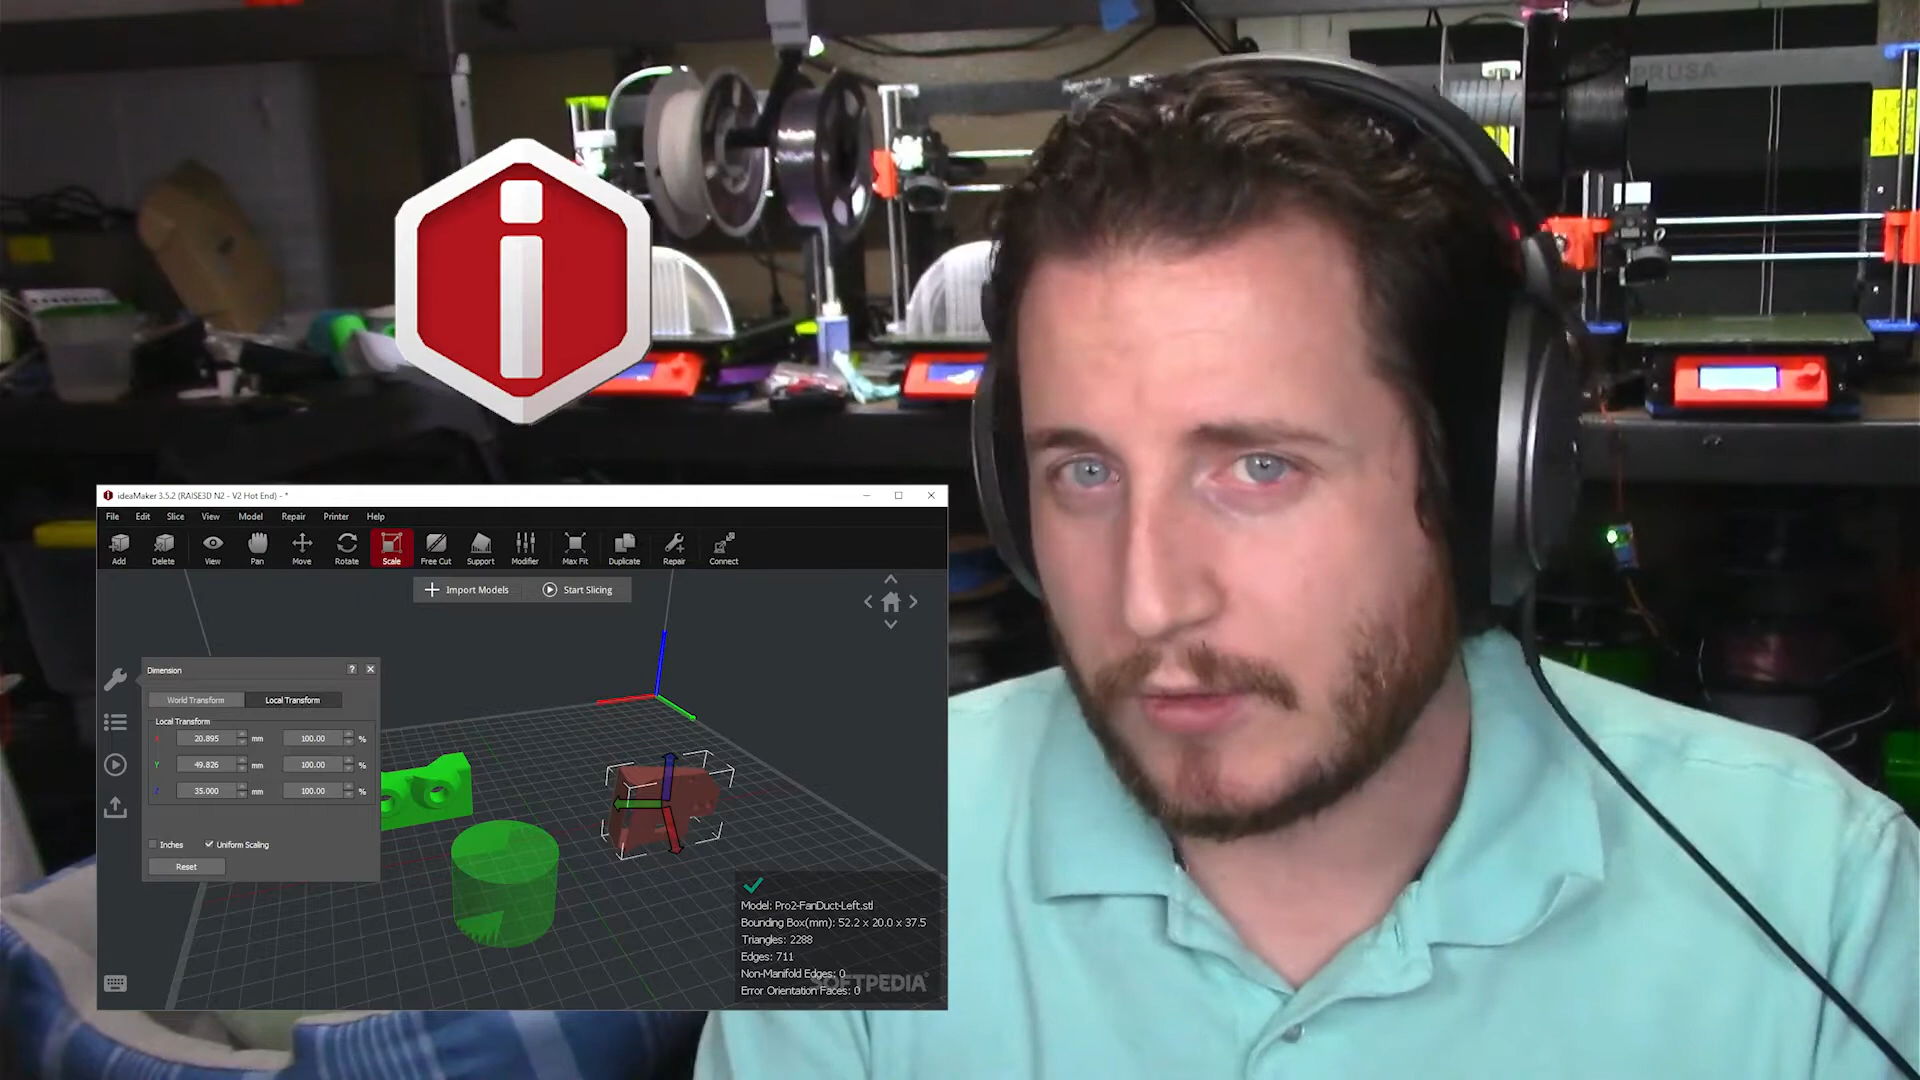 PRUSA
i
ideaMaker 3.5.2 (RAISE3D N2 - V2 Hot End) - *
File Edit Slice View Model Repair Printer Help
Add Delete View Pan Move Rotate Scale Free Cut Support Modifier Max Fit Duplicate Repair Connect
Import Models Start Slicing
Dimension ?
World Transform Local Transform
Local Transform
X 20.895 mm 100.00 %
Y 49.826 mm 100.00 %
Z 35.000 mm 100.00 %
Inches Uniform Scaling
Reset
Model: Pro2-FanDuct-Left.stl
Bounding Box(mm): 52.2 x 20.0 x 37.5
Triangles: 2288
Edges: 711
Non-Manifold Edges: 0
Error Orientation Faces: 0
SOFTPEDIA